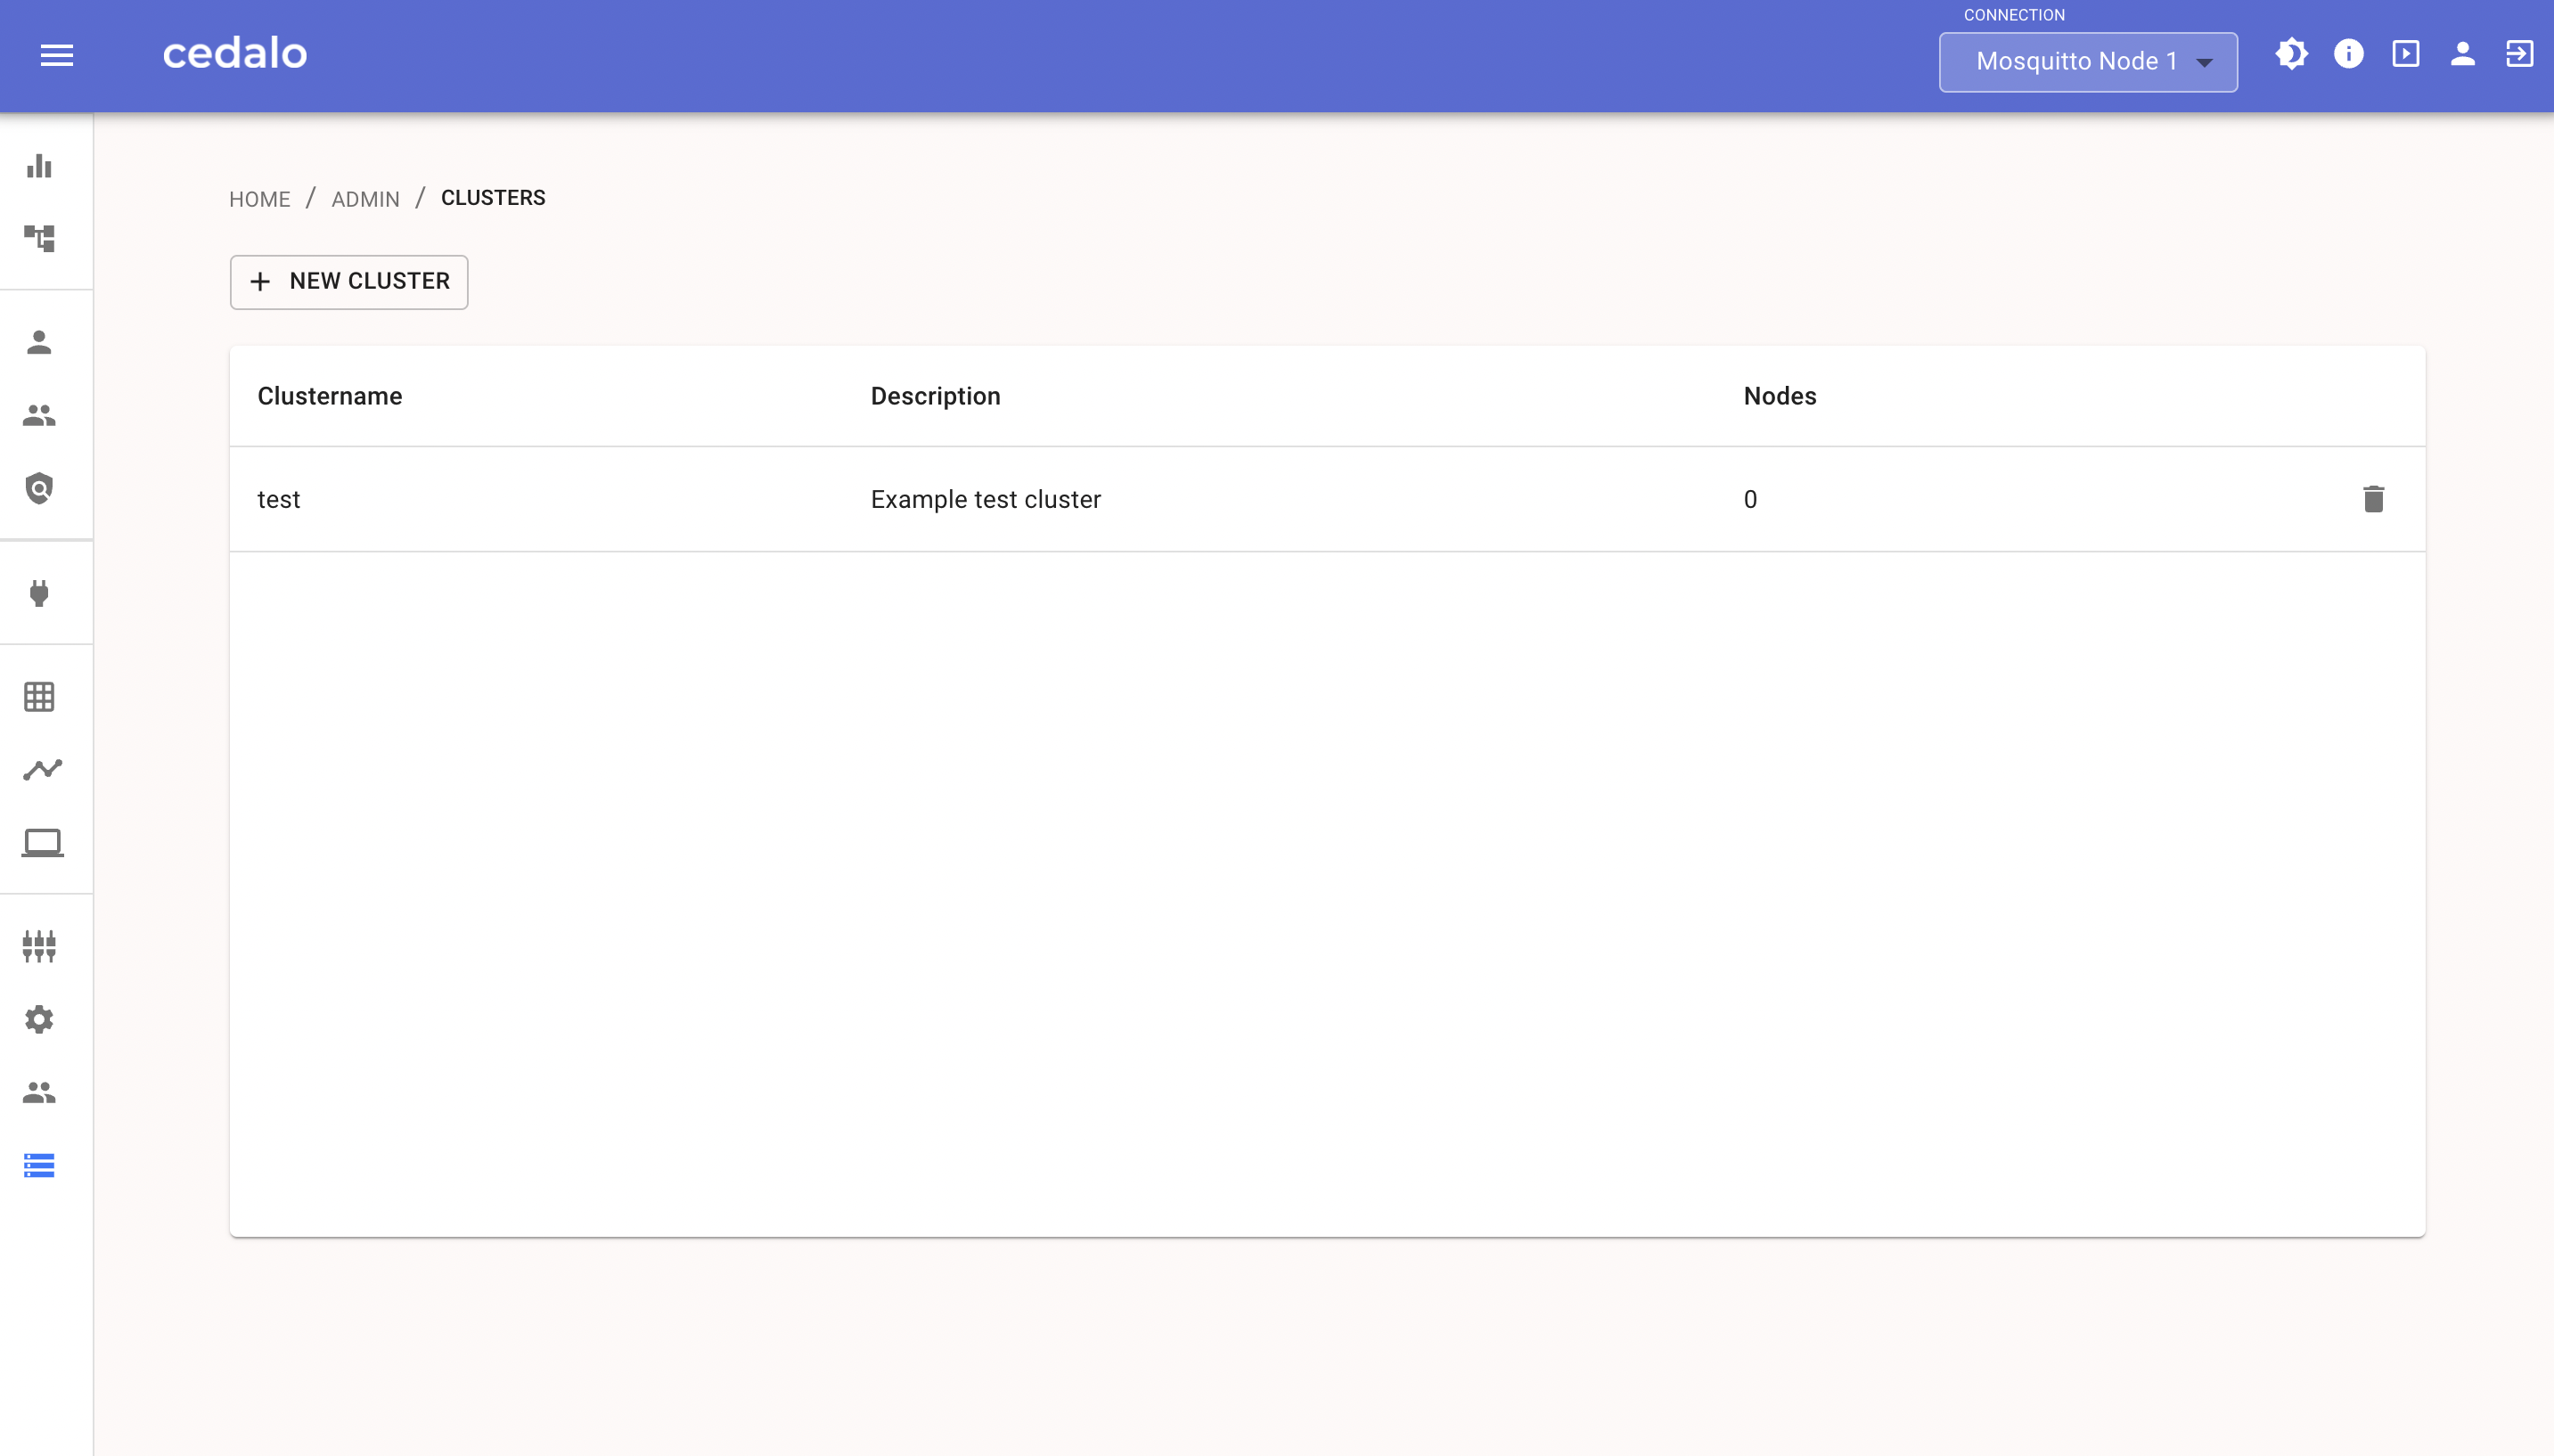 CONNECTION
cedalo
Mosquitto Node 1
HOME / ADMIN / CLUSTERS
+ NEW CLUSTER
Clustername Description Nodes
test Example test cluster 0